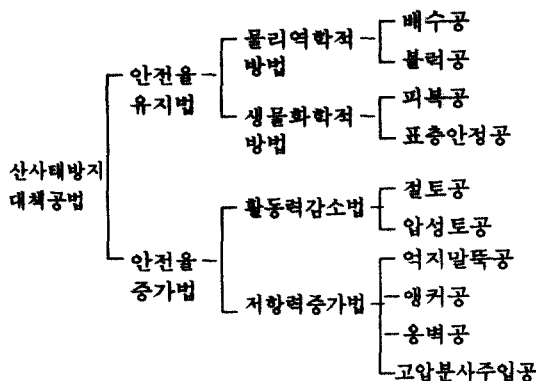 물리역학적
방법
배수공
블럭공
안전율
유지법
생물화학적
방법
피복공
표층안정공
산사태방지
대책공법
안전율
증가법
활동력감소법
절토공
압성토공
저항력증가법
억지말뚝공
앵커공
옹벽공
고압분사주입공